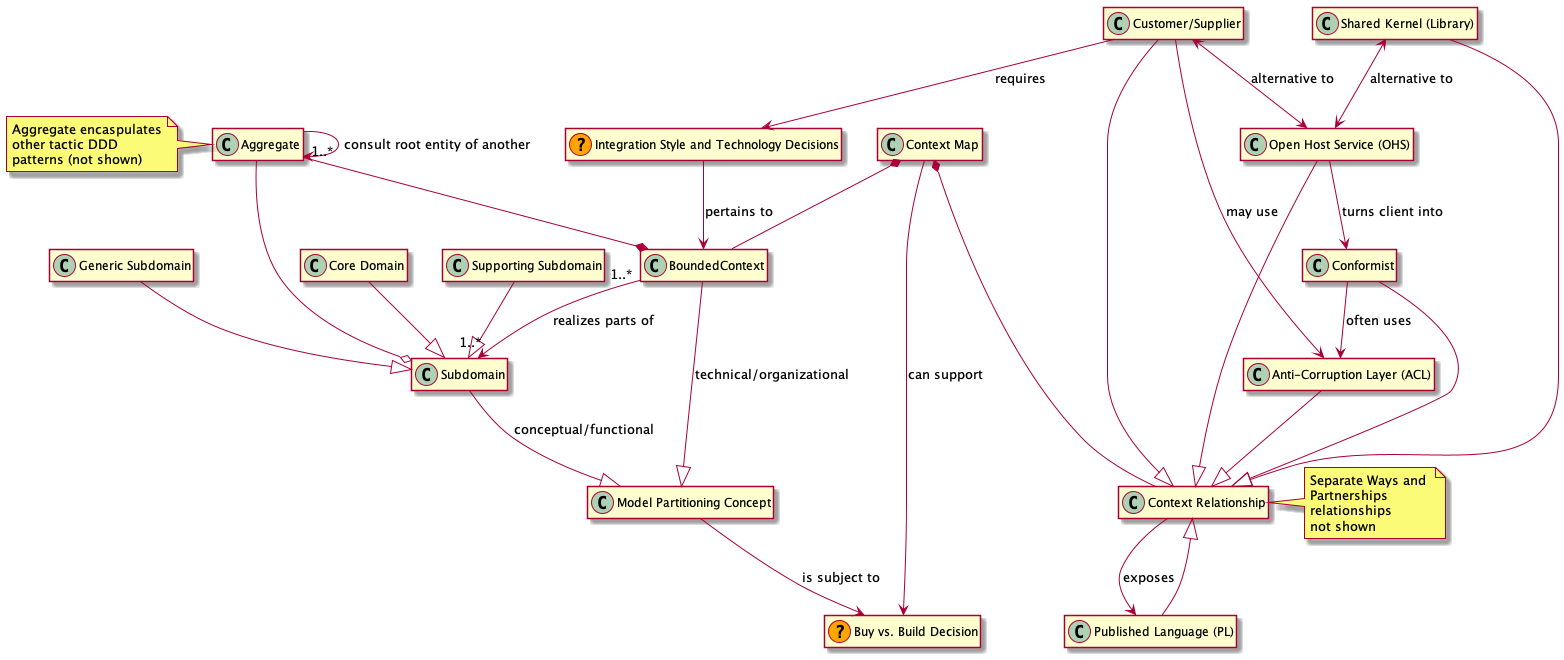 C Customer/Supplier
C Shared Kernel (Library)
requires
alternative to
alternative to
Aggregate encaspulates
other tactic DDD
patterns (not shown)
C Aggregate
1..*
consult root entity of another
? Integration Style and Technology Decisions
C Context Map
C Open Host Service (OHS)
pertains to
may use
turns client into
C Generic Subdomain
C Core Domain
C Supporting Subdomain
1..*
C BoundedContext
C Conformist
realizes parts of
often uses
1..*
C Subdomain
technical/organizational
can support
C Anti-Corruption Layer (ACL)
conceptual/functional
C Model Partitioning Concept
C Context Relationship
Separate Ways and
Partnerships
relationships
not shown
is subject to
exposes
? Buy vs. Build Decision
C Published Language (PL)